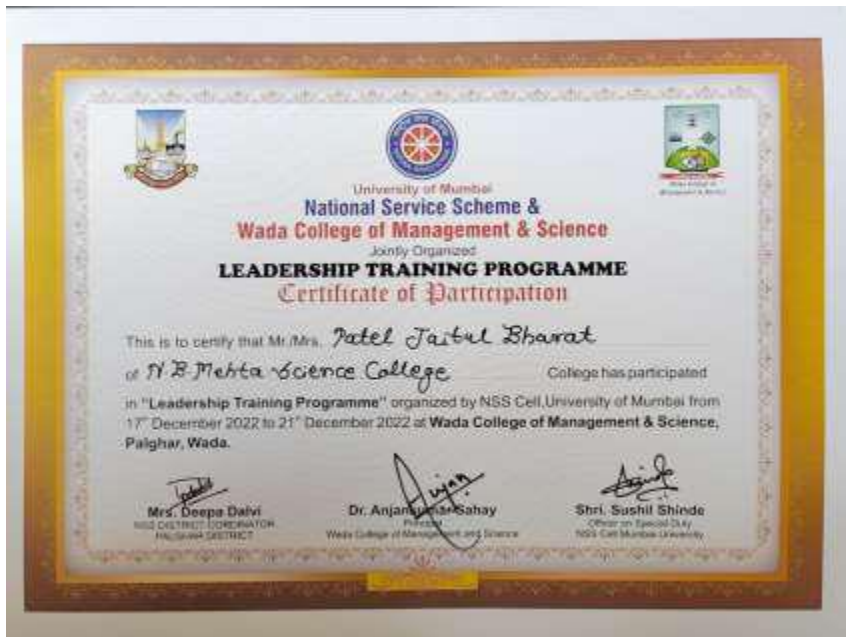 University of Mumbai
National Service Scheme &
Wada College of Management & Science
Jointly Organized
LEADERSHIP TRAINING PROGRAMME
Certificate of Participation
This is to certify that Mr./Mrs. Patel Jaitul Bharat
of N B Mehta Science College College has participated
in "Leadership Training Programme" organized by NSS Cell, University of Mumbai from
17th December 2022 to 21st December 2022 at Wada College of Management & Science,
Palghar, Wada.
Mrs. Deepa Dalvi
NSS DISTRICT CORDINATOR
PALGHAR DISTRICT
Dr. Anjankumar Sahay
Principal
Wada College of Management and Science
Shri. Sushil Shinde
Officer on Special Duty
NSS Cell Mumbai University